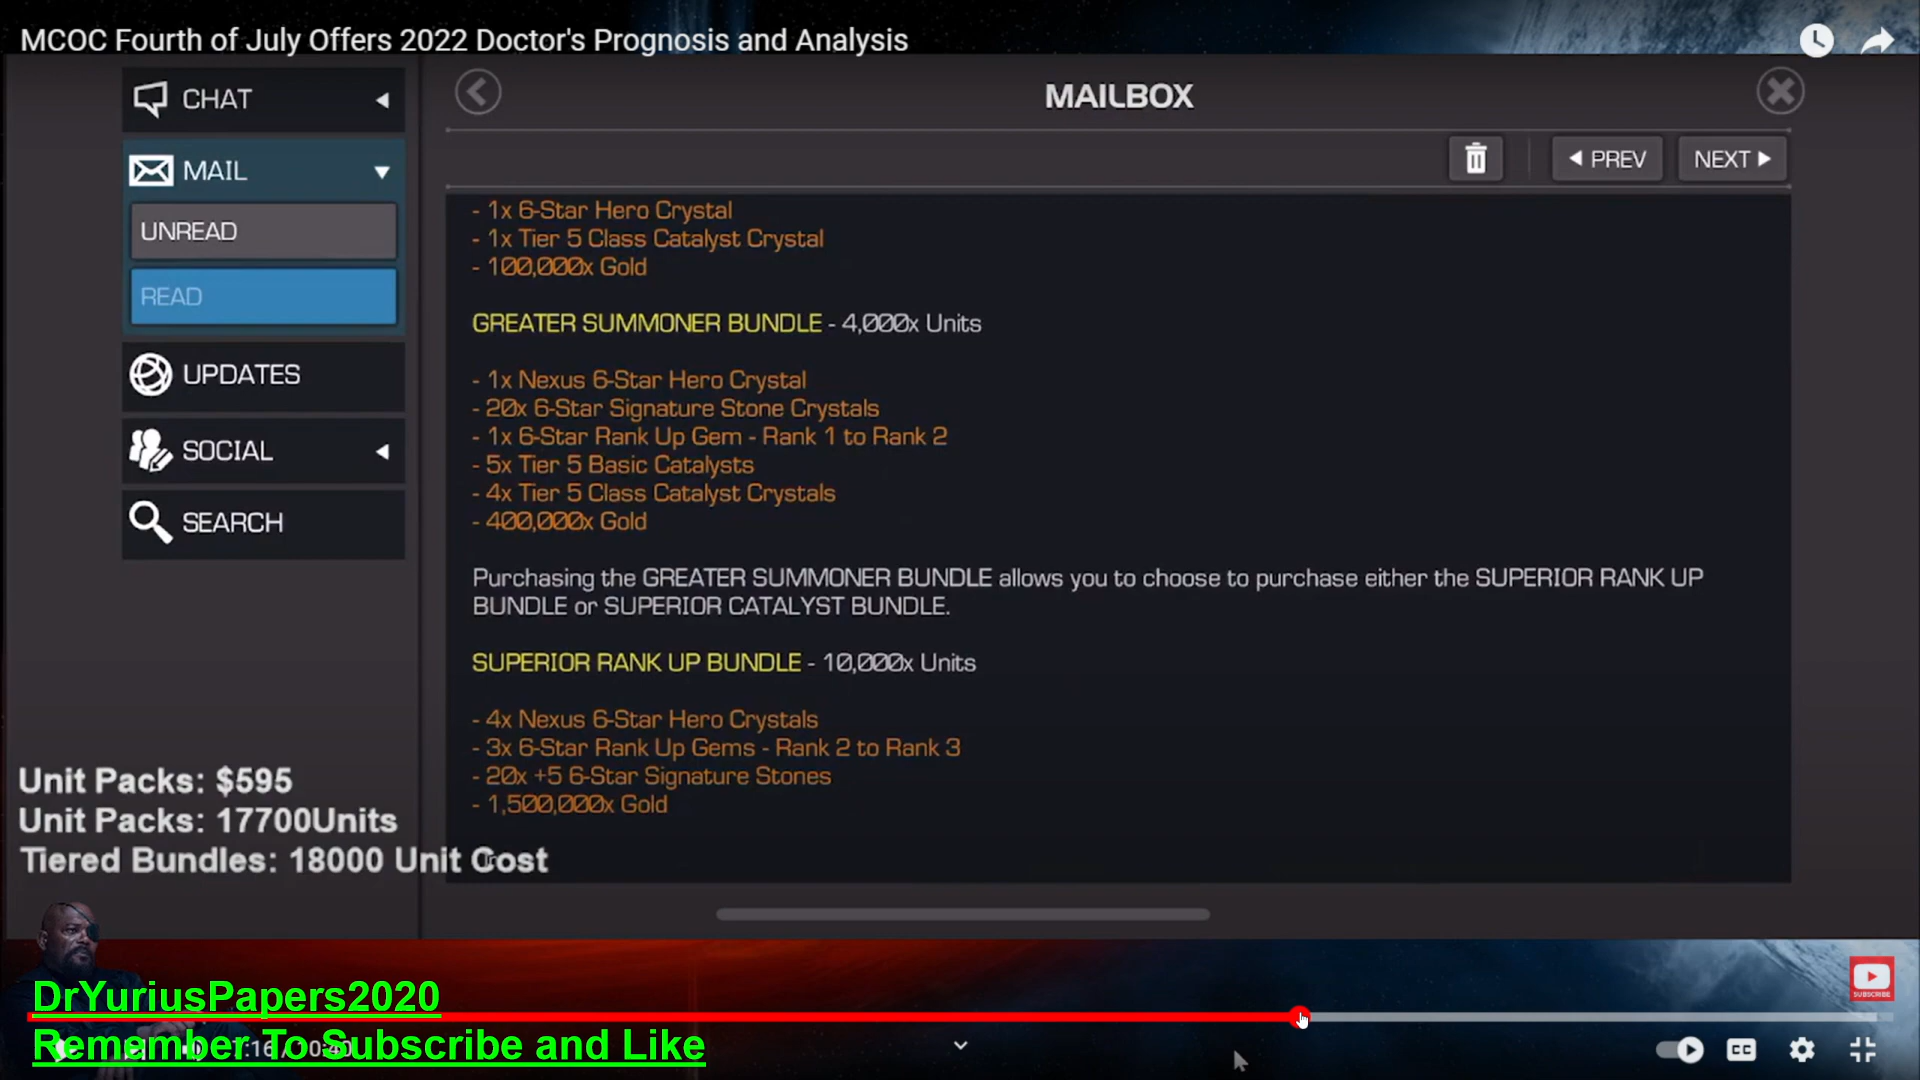 MCOC Fourth of July Offers 2022 Doctor's Prognosis and Analysis
CHAT
MAIL
UNREAD
READ
UPDATES
SOCIAL
SEARCH
MAILBOX
PREV
NEXT
- 1x 6-Star Hero Crystal
- 1x Tier 5 Class Catalyst Crystal
- 100,000x Gold
GREATER SUMMONER BUNDLE - 4,000x Units
- 1x Nexus 6-Star Hero Crystal
- 20x 6-Star Signature Stone Crystals
- 1x 6-Star Rank Up Gem - Rank 1 to Rank 2
- 5x Tier 5 Basic Catalysts
- 4x Tier 5 Class Catalyst Crystals
- 400,000x Gold
Purchasing the GREATER SUMMONER BUNDLE allows you to choose to purchase either the SUPERIOR RANK UP
BUNDLE or SUPERIOR CATALYST BUNDLE.
SUPERIOR RANK UP BUNDLE - 10,000x Units
- 4x Nexus 6-Star Hero Crystals
- 3x 6-Star Rank Up Gems - Rank 2 to Rank 3
- 20x +5 6-Star Signature Stones
- 1,500,000x Gold
Unit Packs: $595
Unit Packs: 17700Units
Tiered Bundles: 18000 Unit Cost
DrYuriusPapers2020
Remember To Subscribe and Like
7:16 / 10:40
SUBSCRIBE
CC